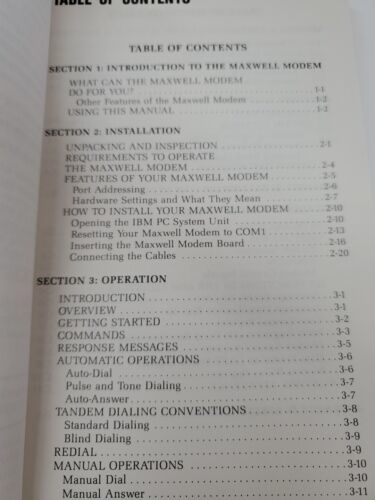 TABLE OF CONTENTS
TABLE OF CONTENTS
SECTION 1: INTRODUCTION TO THE MAXWELL MODEM
WHAT CAN THE MAXWELL MODEM
DO FOR YOU? .......... 1-1
Other Features of the Maxwell Modem .......... 1-2
USING THIS MANUAL .......... 1-2
SECTION 2: INSTALLATION
UNPACKING AND INSPECTION .......... 2-1
REQUIREMENTS TO OPERATE
THE MAXWELL MODEM .......... 2-4
FEATURES OF YOUR MAXWELL MODEM .......... 2-5
Port Addressing .......... 2-6
Hardware Settings and What They Mean .......... 2-7
HOW TO INSTALL YOUR MAXWELL MODEM .......... 2-10
Opening the IBM PC System Unit .......... 2-10
Resetting Your Maxwell Modem to COM1 .......... 2-13
Inserting the Maxwell Modem Board .......... 2-16
Connecting the Cables .......... 2-20
SECTION 3: OPERATION
INTRODUCTION .......... 3-1
OVERVIEW .......... 3-1
GETTING STARTED .......... 3-2
COMMANDS .......... 3-3
RESPONSE MESSAGES .......... 3-5
AUTOMATIC OPERATIONS .......... 3-6
Auto-Dial .......... 3-6
Pulse and Tone Dialing .......... 3-7
Auto-Answer .......... 3-7
TANDEM DIALING CONVENTIONS .......... 3-8
Standard Dialing .......... 3-8
Blind Dialing .......... 3-9
REDIAL .......... 3-9
MANUAL OPERATIONS .......... 3-10
Manual Dial .......... 3-10
Manual Answer .......... 3-11